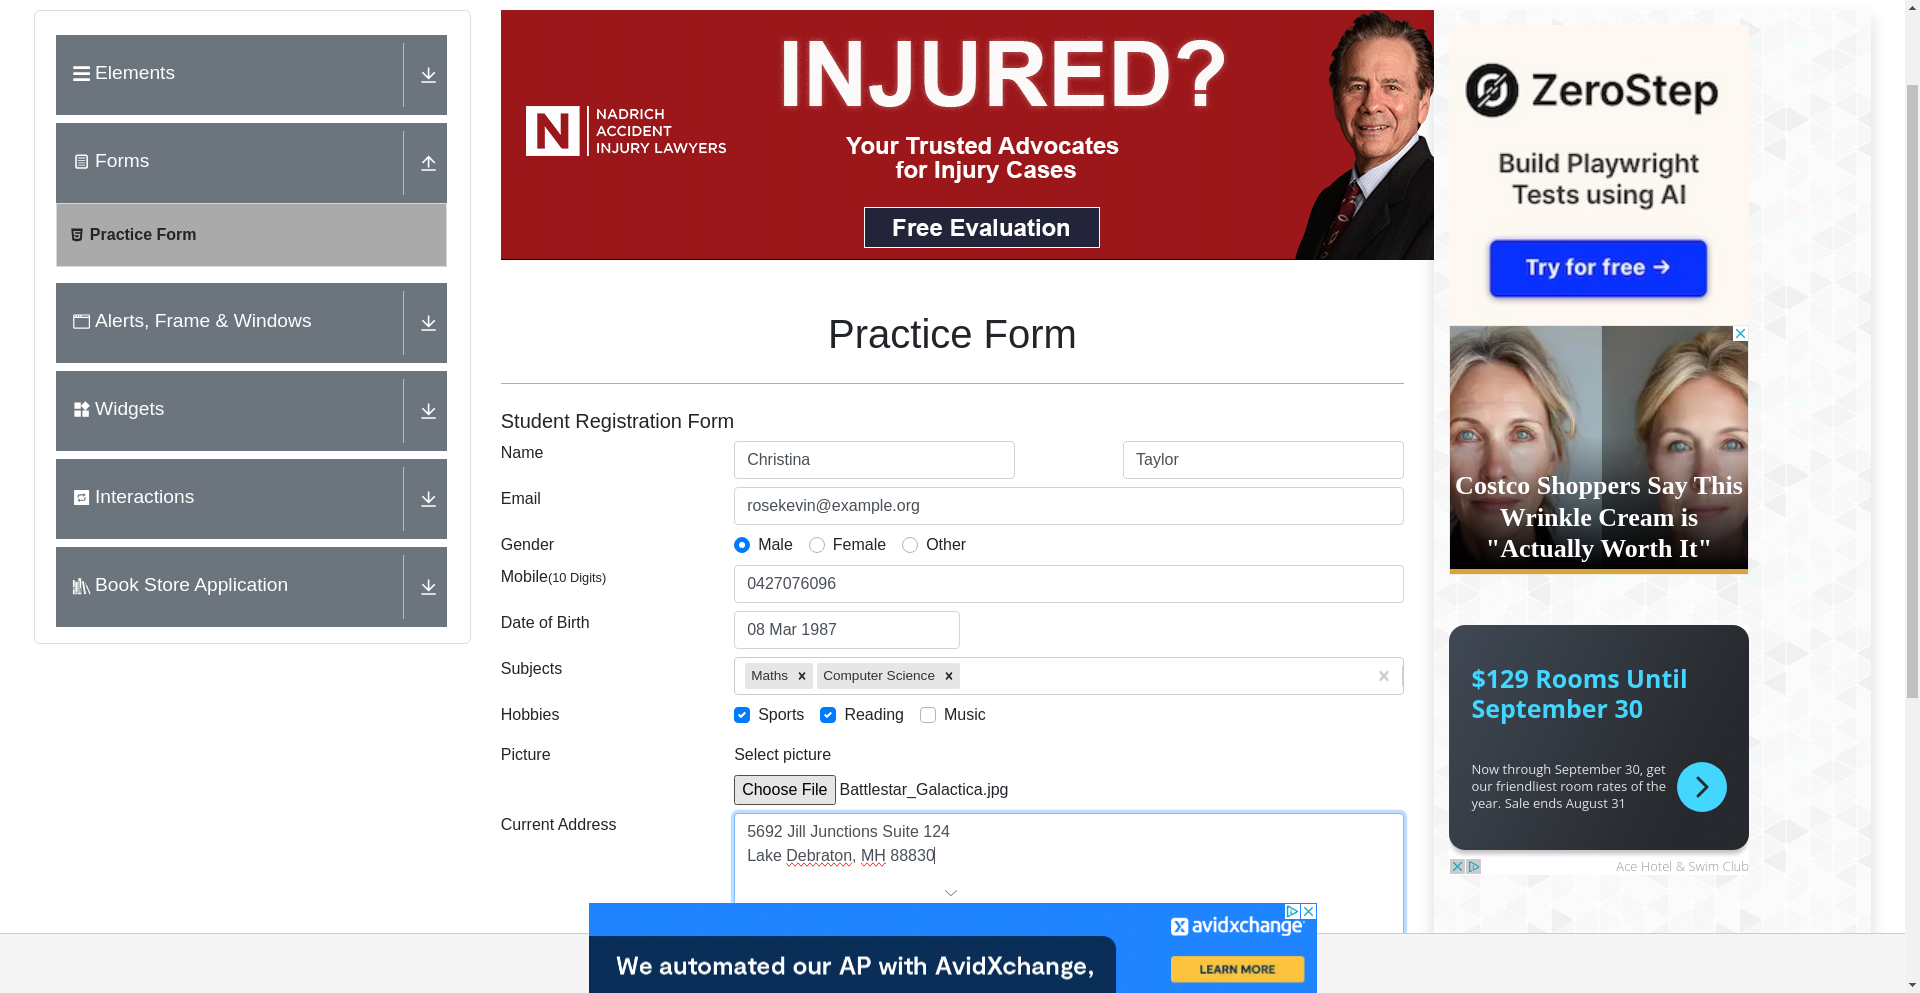 Elements
Forms
Practice Form
Alerts, Frame & Windows
Widgets
Interactions
Book Store Application
INJURED?
N
NADRICH
ACCIDENT
INJURY LAWYERS
Your Trusted Advocates
for Injury Cases
Free Evaluation
Practice Form
Student Registration Form
Name
Christina
Taylor
Email
rosekevin@example.org
Gender
Male
Female
Other
Mobile(10 Digits)
0427076096
Date of Birth
08 Mar 1987
Subjects
Maths
Computer Science
Hobbies
Sports
Reading
Music
Picture
Select picture
Choose File Battlestar_Galactica.jpg
Current Address
5692 Jill Junctions Suite 124
Lake Debraton, MH 88830
ZeroStep
Build Playwright
Tests using AI
Try for free →
Costco Shoppers Say This
Wrinkle Cream is
"Actually Worth It"
$129 Rooms Until
September 30
Now through September 30, get
our friendliest room rates of the
year. Sale ends August 31
Ace Hotel & Swim Club
We automated our AP with AvidXchange,
avidxchange
LEARN MORE